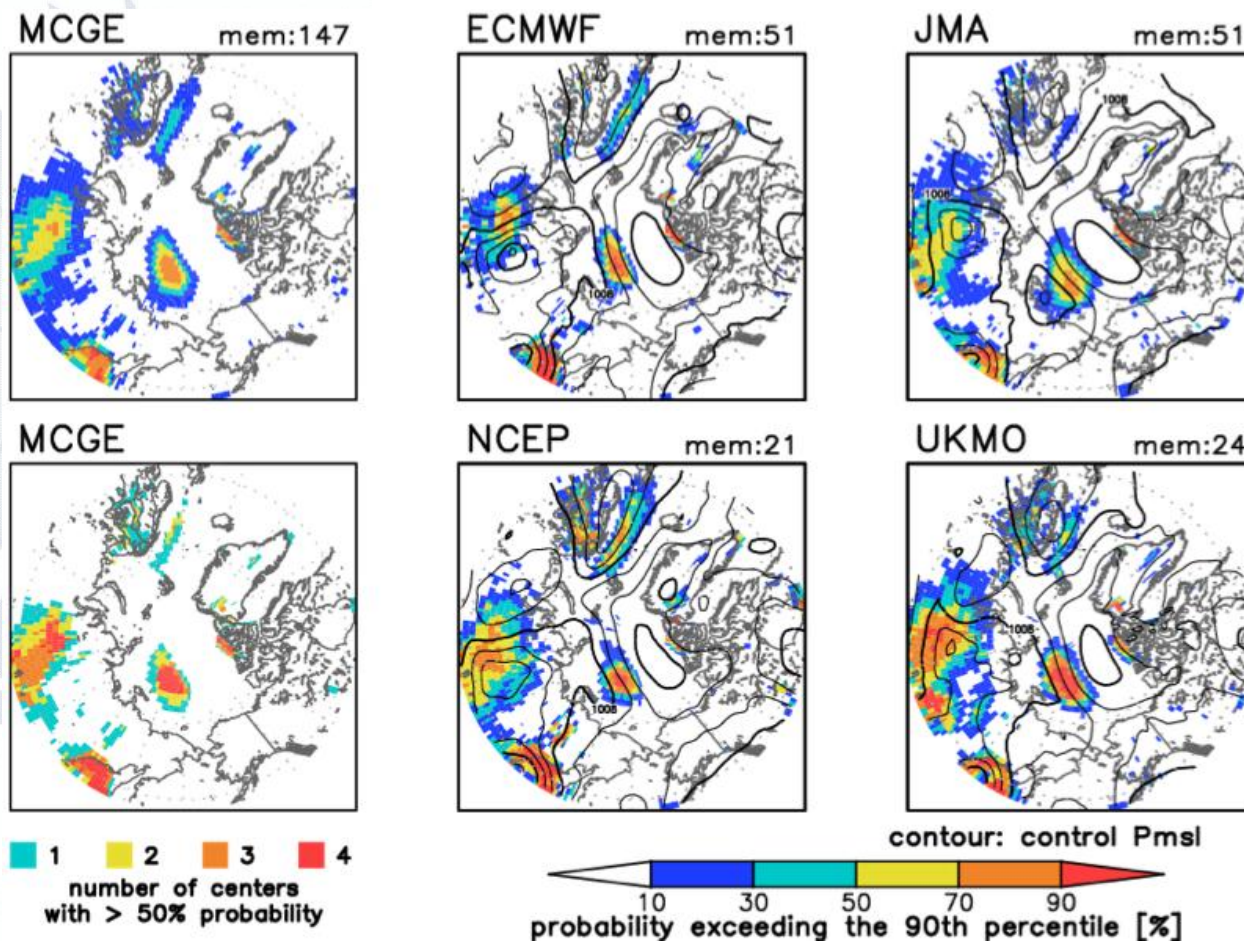 MCGE mem:147
ECMWF mem:51
JMA mem:51
1008
1008
1008
1008
MCGE
NCEP mem:21
UKMO mem:24
1008
1008
1 2 3 4
number of centers
with > 50% probability
contour: control Pmsl
10 30 50 70 90
probability exceeding the 90th percentile [%]